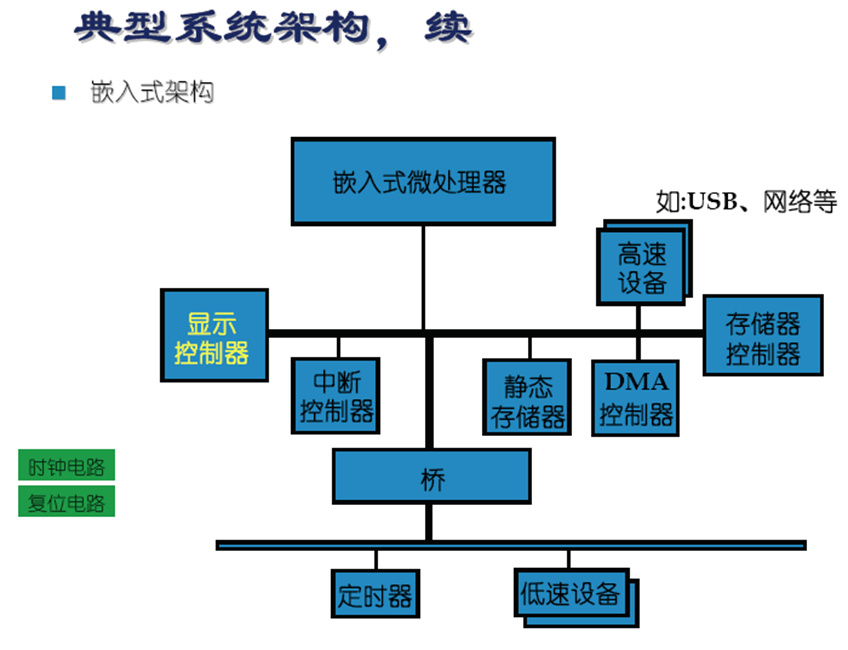 典型系统架构，续
嵌入式架构
嵌入式微处理器
如:USB、网络等
高速
设备
显示
控制器
存储器
控制器
中断
控制器
静态
存储器
DMA
控制器
时钟电路
复位电路
桥
定时器
低速设备